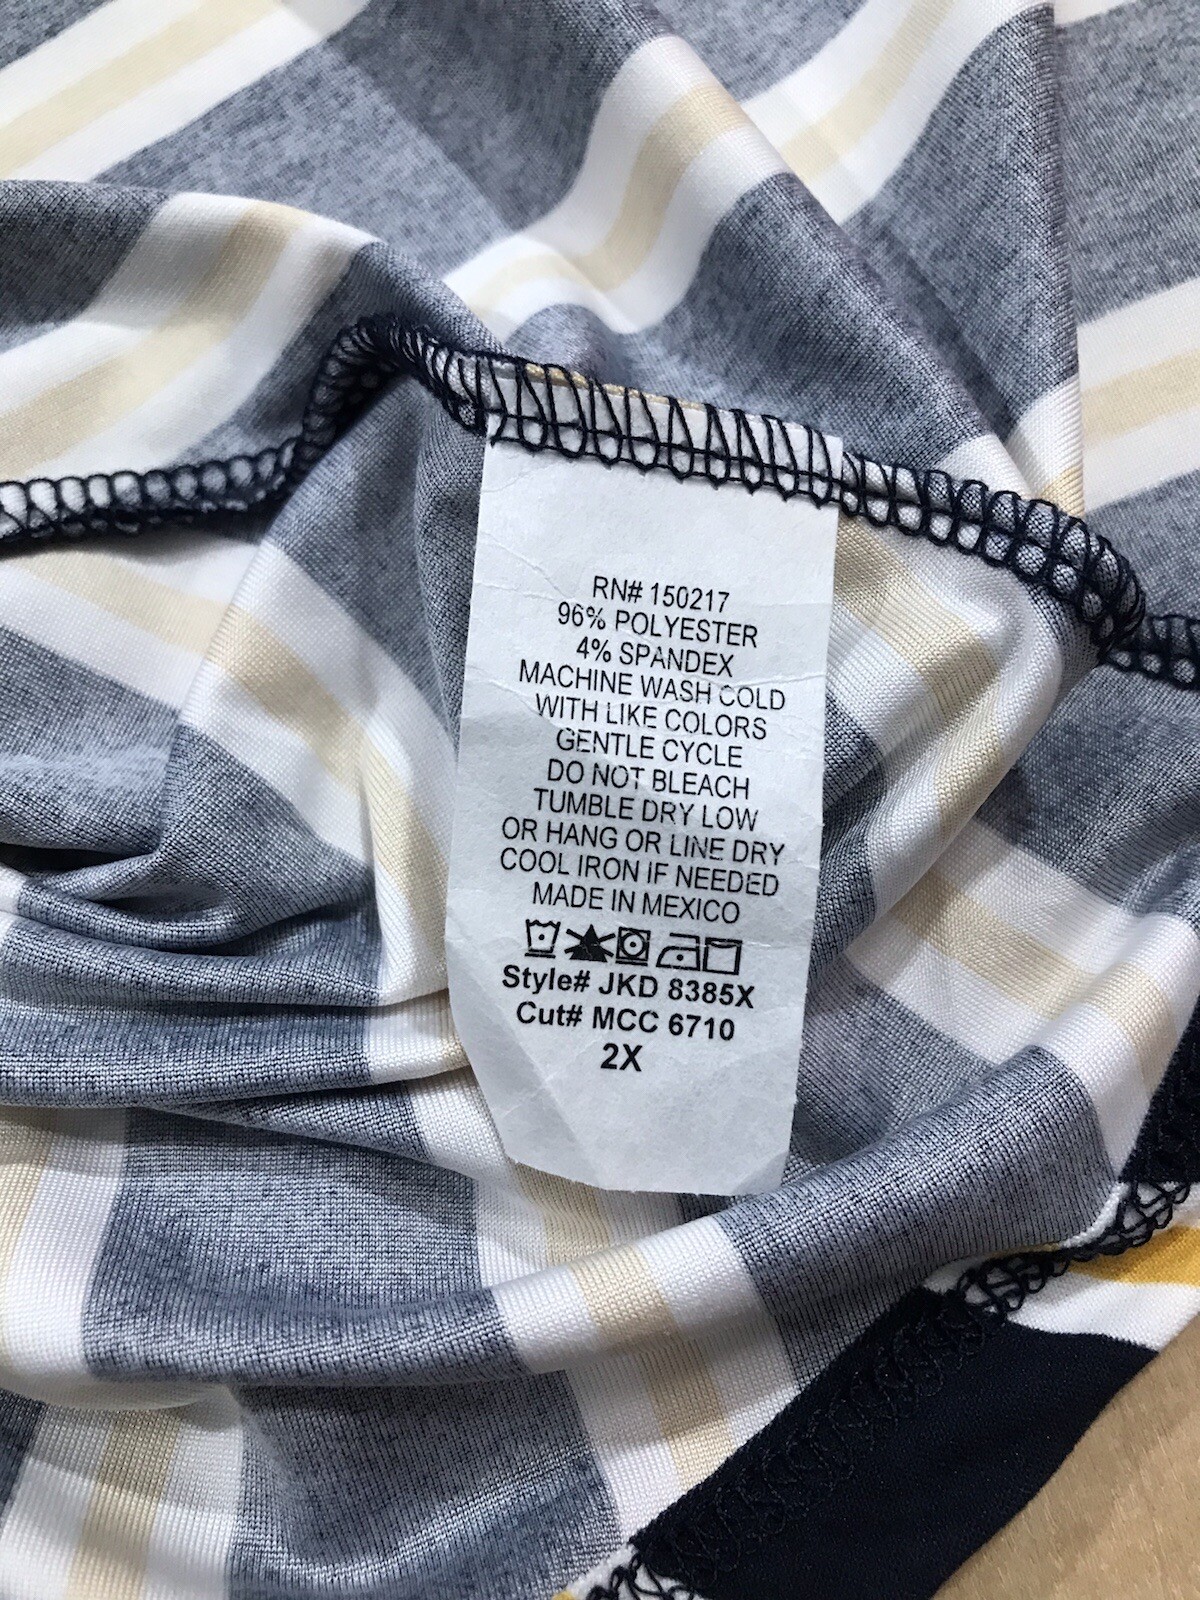 RN# 150217
96% POLYESTER
4% SPANDEX
MACHINE WASH COLD
WITH LIKE COLORS
GENTLE CYCLE
DO NOT BLEACH
TUMBLE DRY LOW
OR HANG OR LINE DRY
COOL IRON IF NEEDED
MADE IN MEXICO
Style# JKD 8385X
Cut# MCC 6710
2X